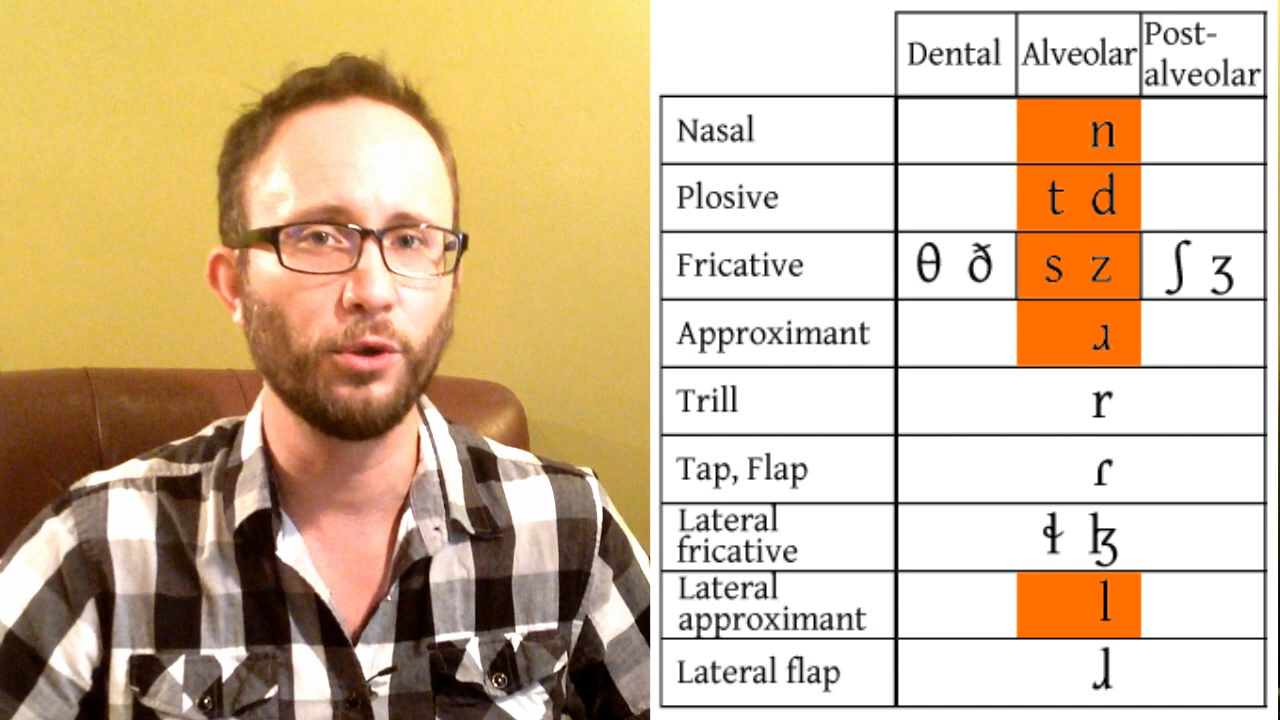 Dental Alveolar Post-
alveolar
Nasal n
Plosive t d
Fricative θ ð s z ʃ ʒ
Approximant ɹ
Trill r
Tap, Flap ɾ
Lateral
fricative ɬ ɮ
Lateral
approximant l
Lateral flap ɺ